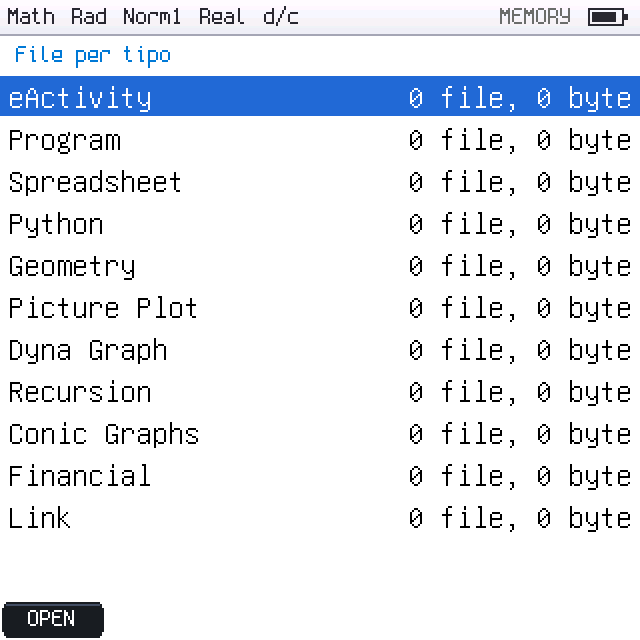 Math Rad Norm1 Real d/c MEMORY
File per tipo
eActivity 0 file, 0 byte
Program 0 file, 0 byte
Spreadsheet 0 file, 0 byte
Python 0 file, 0 byte
Geometry 0 file, 0 byte
Picture Plot 0 file, 0 byte
Dyna Graph 0 file, 0 byte
Recursion 0 file, 0 byte
Conic Graphs 0 file, 0 byte
Financial 0 file, 0 byte
Link 0 file, 0 byte
OPEN